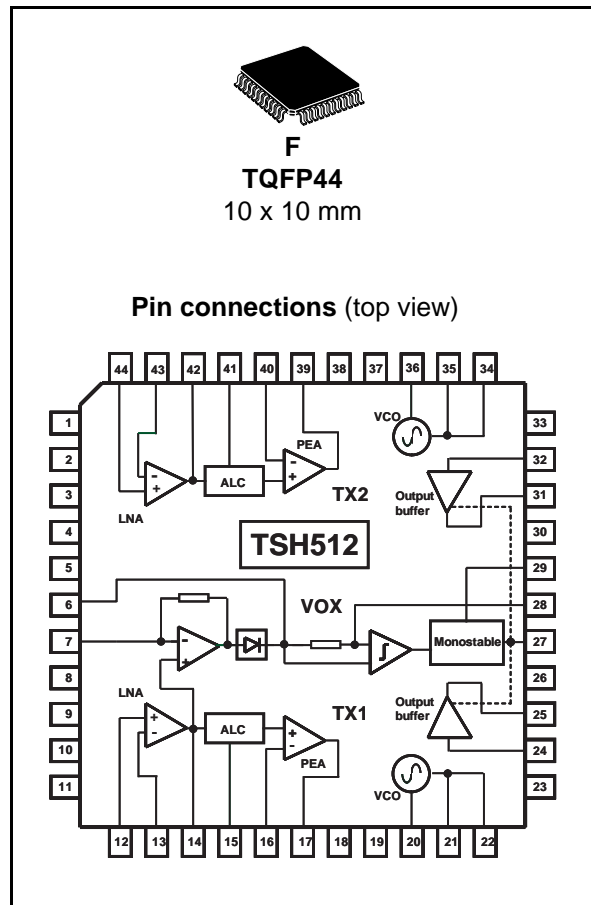 F
TQFP44
10 x 10 mm
Pin connections (top view)
44 43 42 41 40 39 38 37 36 35 34
1
2
3
4
5
6
7
8
9
10
11
33
32
31
30
29
28
27
26
25
24
23
VCO
PEA
LNA
ALC
TX2
Output
buffer
TSH512
VOX
Monostable
LNA
ALC
TX1
PEA
Output
buffer
VCO
12 13 14 15 16 17 18 19 20 21 22